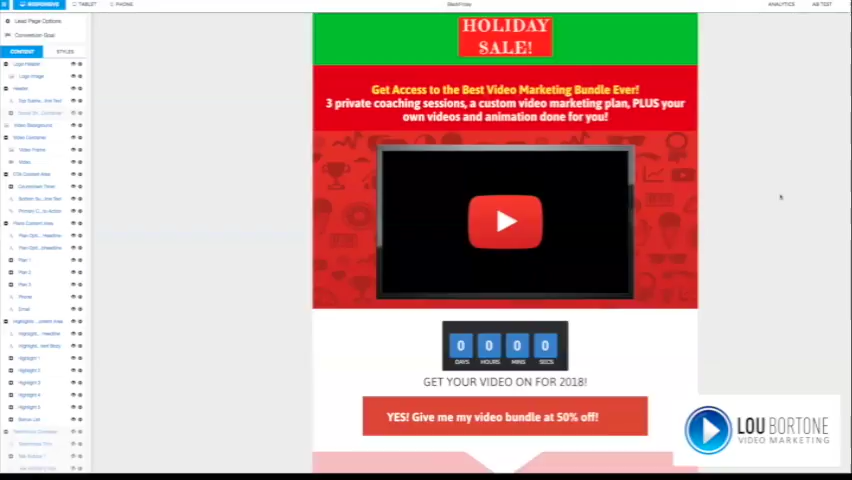 RESPONSIVE
TABLET
PHONE
BlackFriday
ANALYTICS
AB TEST
Lead Page Options
Conversion Goal
CONTENT
STYLES
Logo Header
Logo Image
Header
Video Background
Video Container
Video Frame
Video
CTA Content Area
Countdown Timer
Plans Content Area
Plan 1
Plan 2
Plan 3
Phone
Email
Highlight 1
Highlight 2
Highlight 3
Highlight 4
Highlight 5
HOLIDAY
SALE!
Get Access to the Best Video Marketing Bundle Ever!
3 private coaching sessions, a custom video marketing plan, PLUS your
own videos and animation done for you!
0 0 0 0
DAYS HOURS MINS SECS
GET YOUR VIDEO ON FOR 2018!
YES! Give me my video bundle at 50% off!
LOU BORTONE
VIDEO MARKETING